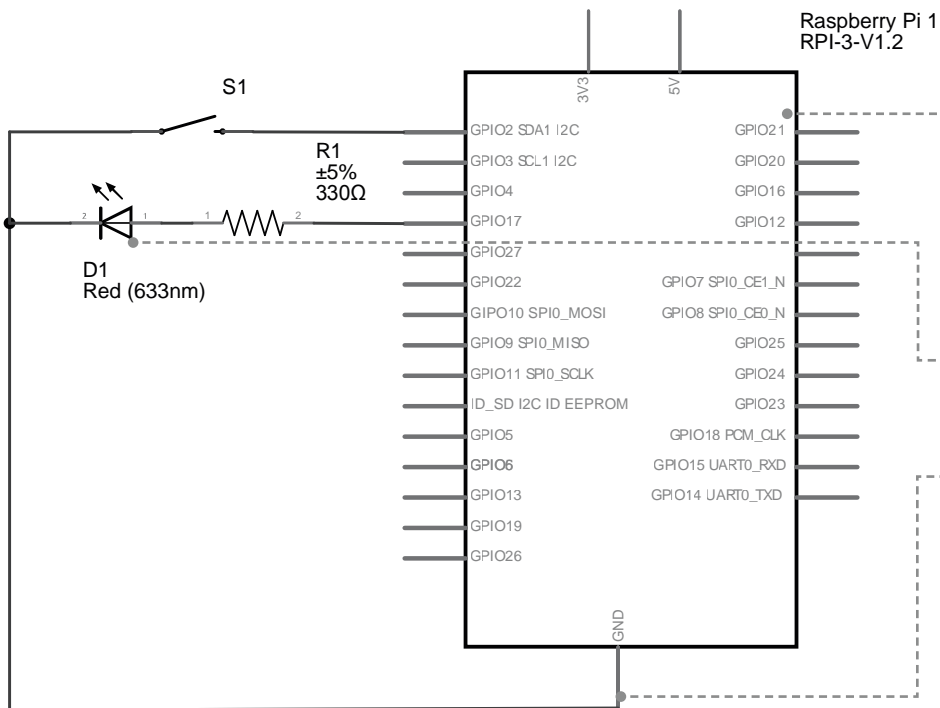 Raspberry Pi 1
RPI-3-V1.2
3V3
5V
S1
R1
±5%
330Ω
2
1
1
2
D1
Red (633nm)
GPIO2 SDA1 I2C
GPIO3 SCL1 I2C
GPIO4
GPIO17
GPIO27
GPIO22
GIPO10 SPI0_MOSI
GPIO9 SPI0_MISO
GPIO11 SPI0_SCLK
ID_SD I2C ID EEPROM
GPIO5
GPIO6
GPIO13
GPIO19
GPIO26
GPIO21
GPIO20
GPIO16
GPIO12
GPIO7 SPI0_CE1_N
GPIO8 SPI0_CE0_N
GPIO25
GPIO24
GPIO23
GPIO18 PCM_CLK
GPIO15 UART0_RXD
GPIO14 UART0_TXD
GND